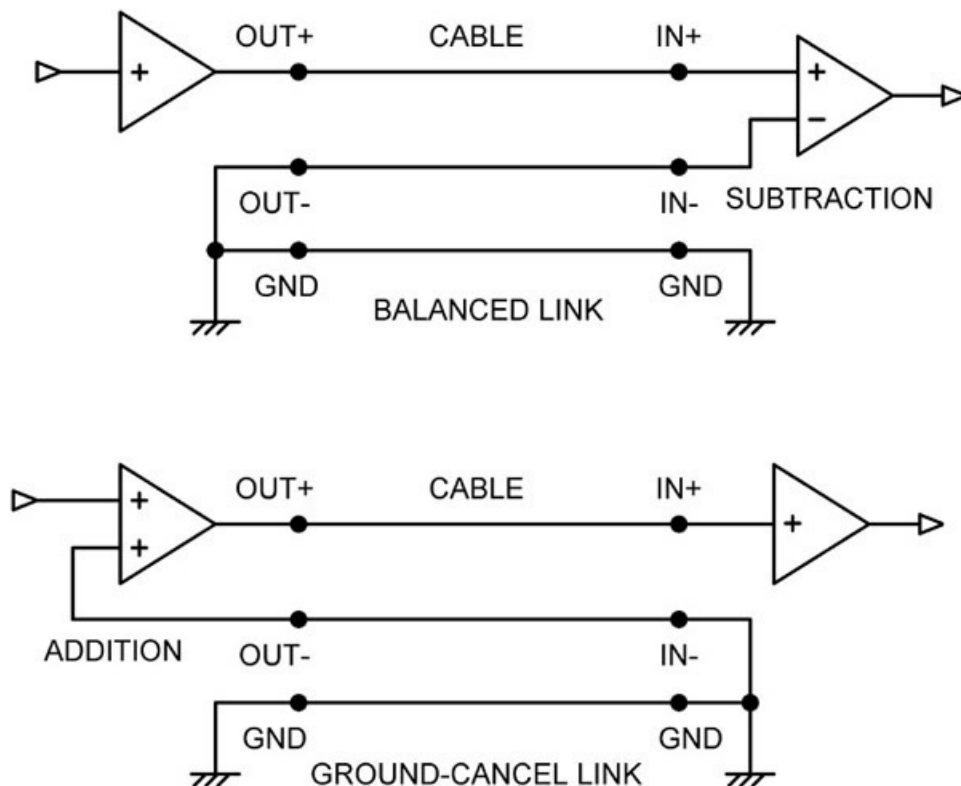 OUT+ CABLE IN+
+ +
−
OUT- IN- SUBTRACTION
GND GND
BALANCED LINK
OUT+ CABLE IN+
+ +
+
ADDITION OUT- IN-
GND GND
GROUND-CANCEL LINK